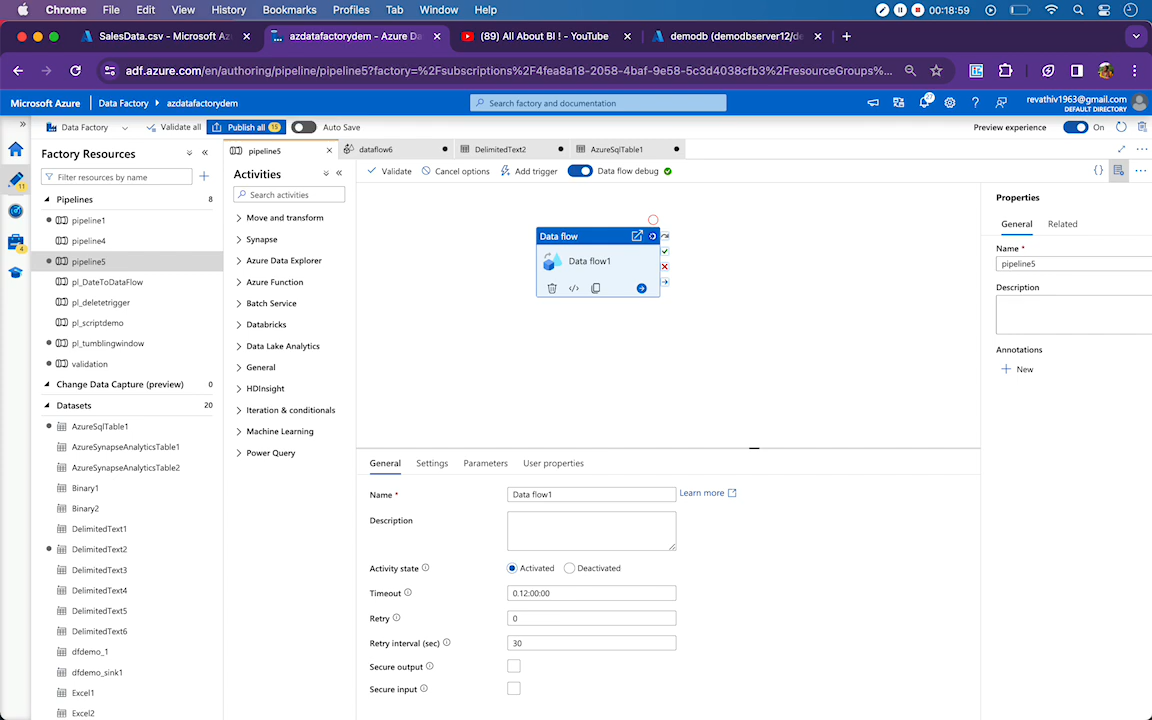 Chrome File Edit View History Bookmarks Profiles Tab Window Help 00:18:59
SalesData.csv - Microsoft Az
azdatafactorydem - Azure Da
(89) All About BI ! - YouTube
demodb (demodbserver12/de
adf.azure.com/en/authoring/pipeline/pipeline5?factory=%2Fsubscriptions%2F4fea8a18-2058-4baf-9e58-5c3d4038cfb3%2FresourceGroups%...
Microsoft Azure Data Factory azdatafactorydem
Search factory and documentation
27
revathiv1963@gmail.com
DEFAULT DIRECTORY
Data Factory Validate all Publish all 15 Auto Save Preview experience On
11
4
Factory Resources
Filter resources by name
Pipelines 8
pipeline1
pipeline4
pipeline5
pl_DateToDataFlow
pl_deletetrigger
pl_scriptdemo
pl_tumblingwindow
validation
Change Data Capture (preview) 0
Datasets 20
AzureSqlTable1
AzureSynapseAnalyticsTable1
AzureSynapseAnalyticsTable2
Binary1
Binary2
DelimitedText1
DelimitedText2
DelimitedText3
DelimitedText4
DelimitedText5
DelimitedText6
dfdemo_1
dfdemo_sink1
Excel1
Excel2
pipeline5 dataflow6 DelimitedText2 AzureSqlTable1
Activities
Search activities
Move and transform
Synapse
Azure Data Explorer
Azure Function
Batch Service
Databricks
Data Lake Analytics
General
HDInsight
Iteration & conditionals
Machine Learning
Power Query
Validate Cancel options Add trigger Data flow debug
Data flow
Data flow1
General Settings Parameters User properties
Name * Data flow1 Learn more
Description
Activity state Activated Deactivated
Timeout 0.12:00:00
Retry 0
Retry interval (sec) 30
Secure output
Secure input
Properties
General Related
Name *
pipeline5
Description
Annotations
New